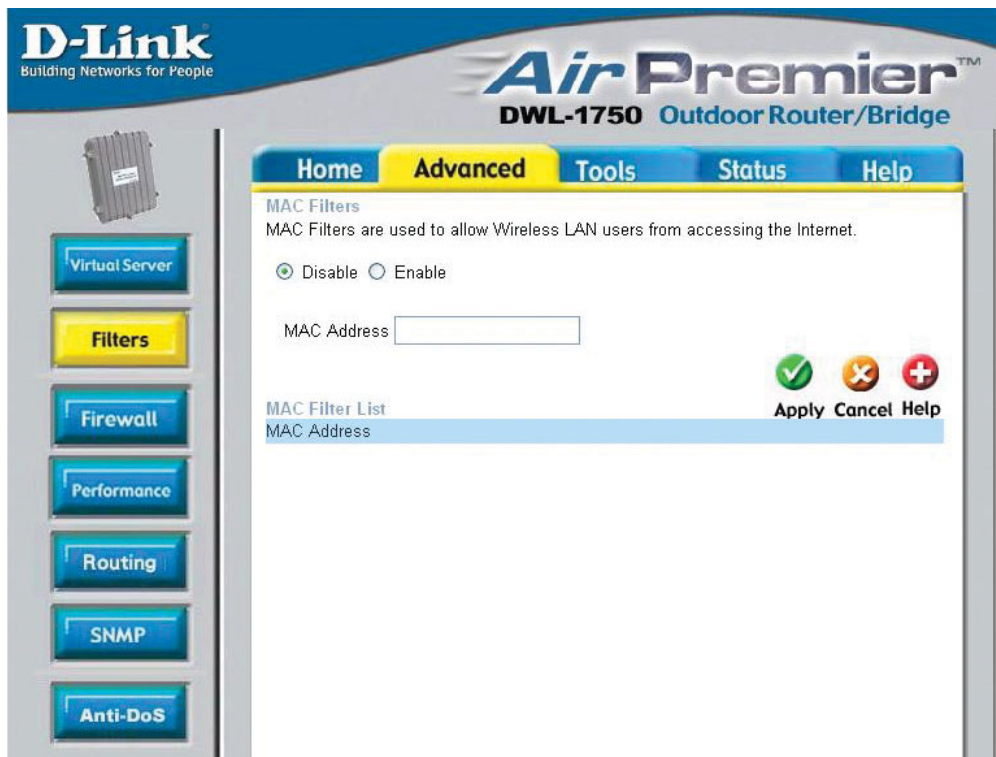 D-Link
Building Networks for People
Air Premier™
DWL-1750 Outdoor Router/Bridge
Home Advanced Tools Status Help
Virtual Server
Filters
Firewall
Performance
Routing
SNMP
Anti-DoS
MAC Filters
MAC Filters are used to allow Wireless LAN users from accessing the Internet.
Disable Enable
MAC Address
Apply Cancel Help
MAC Filter List
MAC Address